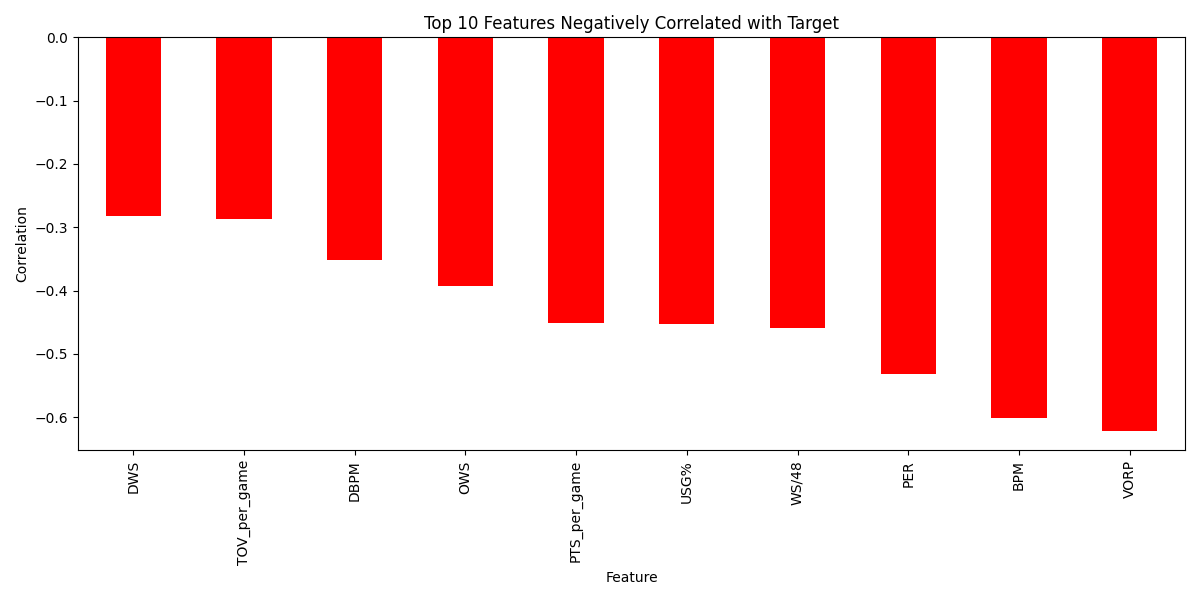 Top 10 Features Negatively Correlated with Target
0.0
−0.1
−0.2
−0.3
−0.4
−0.5
−0.6
Correlation
DWS
TOV_per_game
DBPM
OWS
PTS_per_game
USG%
WS/48
PER
BPM
VORP
Feature